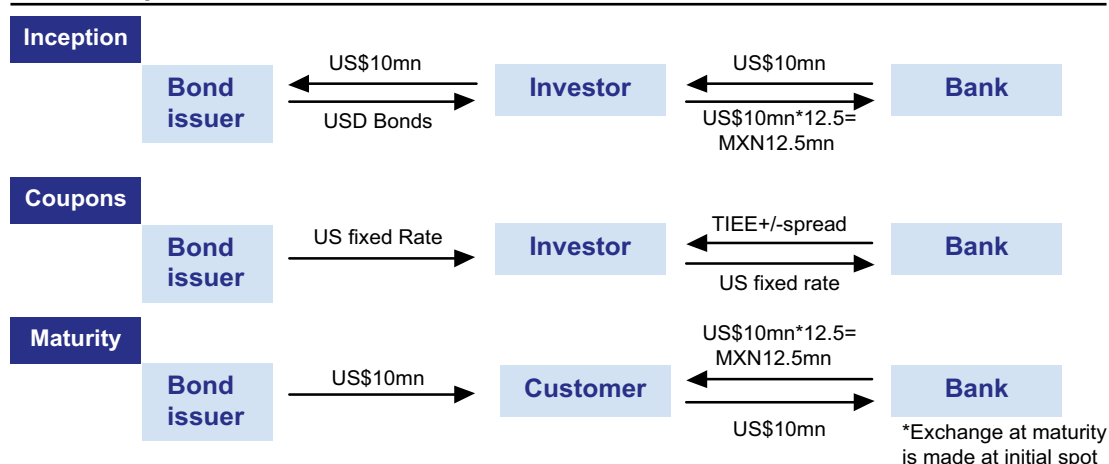 Inception
US$10mn
US$10mn
Bond
issuer
Investor
Bank
USD Bonds
US$10mn*12.5=
MXN12.5mn
Coupons
TIEE+/-spread
US fixed Rate
Bond
issuer
Investor
Bank
US fixed rate
Maturity
US$10mn*12.5=
MXN12.5mn
US$10mn
Bond
issuer
Customer
Bank
US$10mn
*Exchange at maturity
is made at initial spot